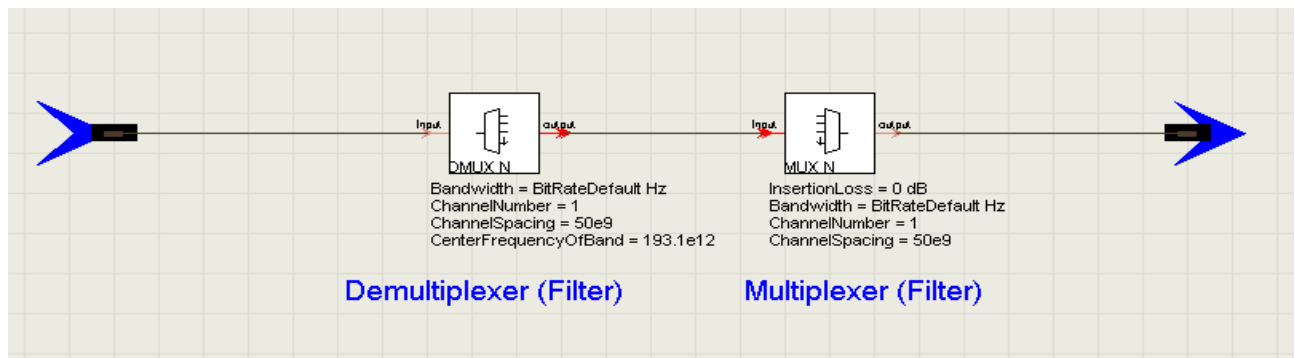 Input
output
DMUX N
Bandwidth = BitRateDefault Hz
ChannelNumber = 1
ChannelSpacing = 50e9
CenterFrequencyOfBand = 193.1e12
Demultiplexer (Filter)
Input
output
MUX N
InsertionLoss = 0 dB
Bandwidth = BitRateDefault Hz
ChannelNumber = 1
ChannelSpacing = 50e9
Multiplexer (Filter)